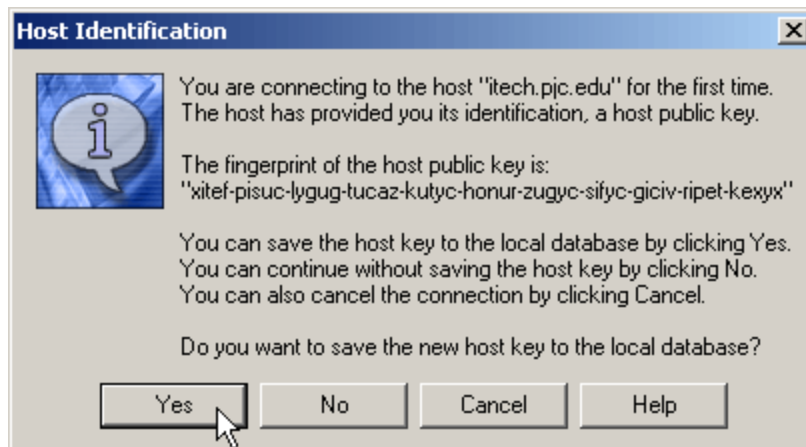 Host Identification
You are connecting to the host "itech.pjc.edu" for the first time.
The host has provided you its identification, a host public key.
The fingerprint of the host public key is:
"xitef-pisuc-lygug-tucaz-kutyc-honur-zugyc-sifyc-giciv-ripet-kexyx"
You can save the host key to the local database by clicking Yes.
You can continue without saving the host key by clicking No.
You can also cancel the connection by clicking Cancel.
Do you want to save the new host key to the local database?
Yes No Cancel Help